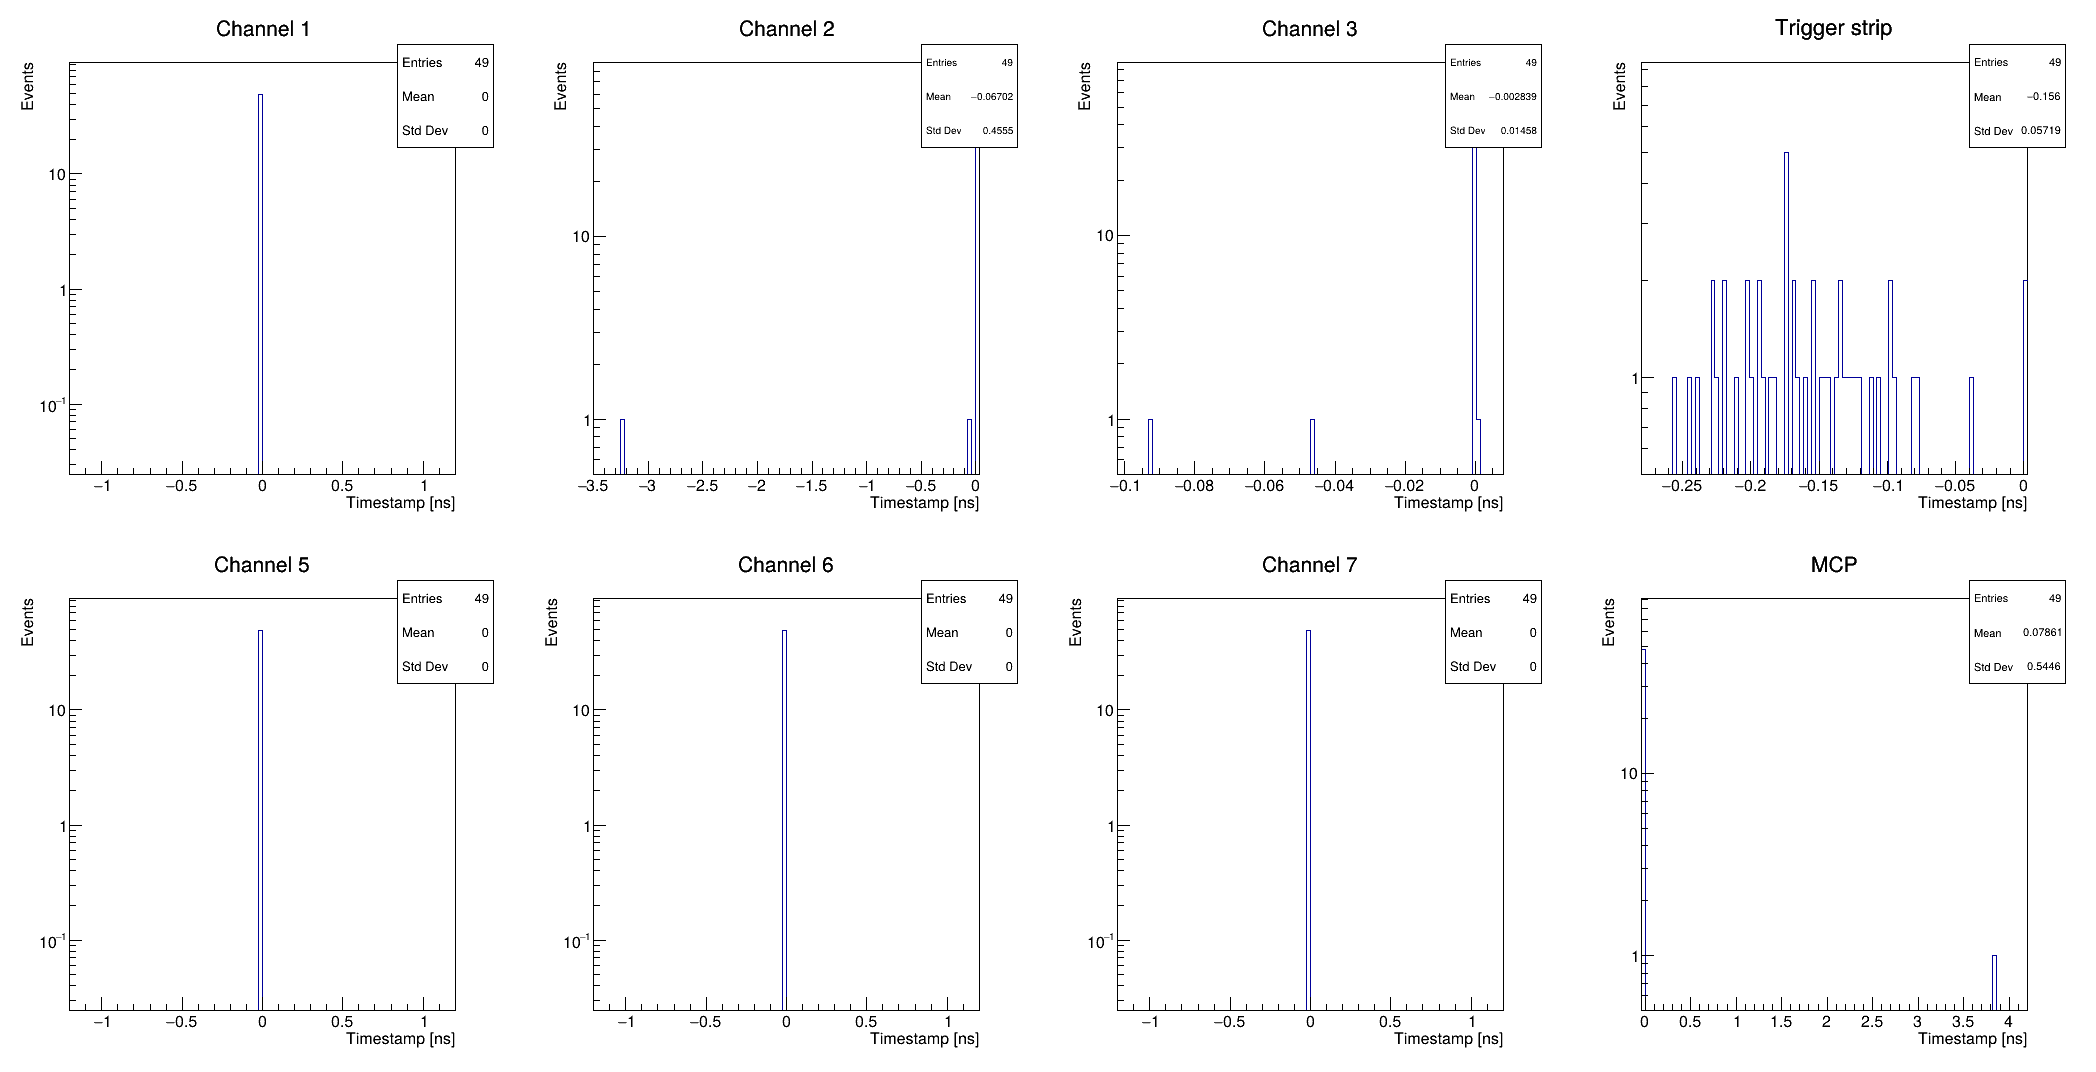 Channel 1
Events
Entries 49
Mean 0
Std Dev 0
10
1
10⁻¹
−1 −0.5 0 0.5 1
Timestamp [ns]
Channel 2
Events
Entries 49
Mean −0.06702
Std Dev 0.4555
10
1
−3.5 −3 −2.5 −2 −1.5 −1 −0.5 0
Timestamp [ns]
Channel 3
Events
Entries 49
Mean −0.002839
Std Dev 0.01458
10
1
−0.1 −0.08 −0.06 −0.04 −0.02 0
Timestamp [ns]
Trigger strip
Events
Entries 49
Mean −0.156
Std Dev 0.05719
1
−0.25 −0.2 −0.15 −0.1 −0.05 0
Timestamp [ns]
Channel 5
Events
Entries 49
Mean 0
Std Dev 0
10
1
10⁻¹
−1 −0.5 0 0.5 1
Timestamp [ns]
Channel 6
Events
Entries 49
Mean 0
Std Dev 0
10
1
10⁻¹
−1 −0.5 0 0.5 1
Timestamp [ns]
Channel 7
Events
Entries 49
Mean 0
Std Dev 0
10
1
10⁻¹
−1 −0.5 0 0.5 1
Timestamp [ns]
MCP
Events
Entries 49
Mean 0.07861
Std Dev 0.5446
10
1
0 0.5 1 1.5 2 2.5 3 3.5 4
Timestamp [ns]